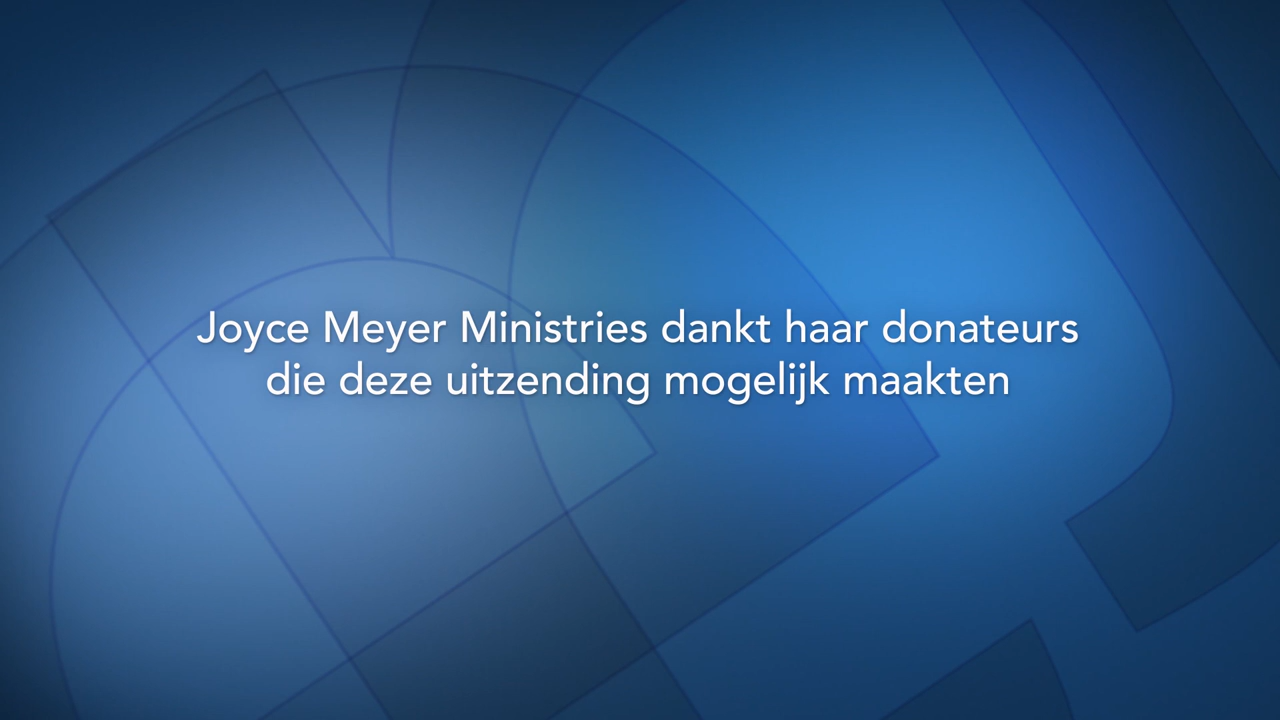 Joyce Meyer Ministries dankt haar donateurs
die deze uitzending mogelijk maakten